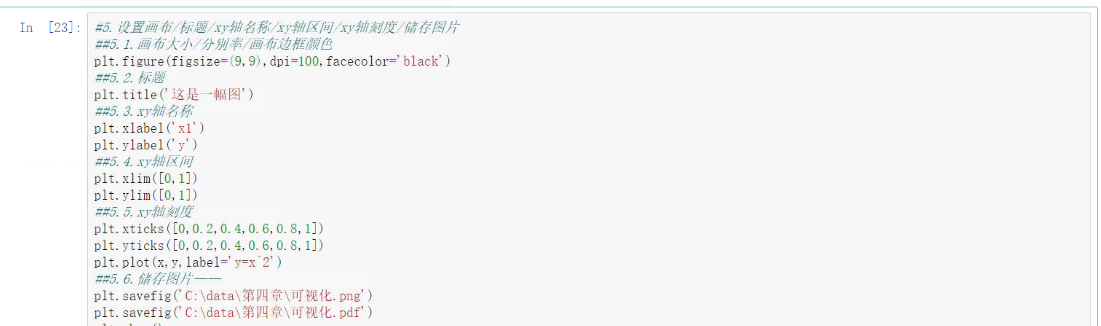 In [23]:
#5.设置画布/标题/xy轴名称/xy轴区间/xy轴刻度/储存图片
##5.1.画布大小/分别率/画布边框颜色
plt.figure(figsize=(9,9),dpi=100,facecolor='black')
##5.2.标题
plt.title('这是一幅图')
##5.3.xy轴名称
plt.xlabel('x1')
plt.ylabel('y')
##5.4.xy轴区间
plt.xlim([0,1])
plt.ylim([0,1])
##5.5.xy轴刻度
plt.xticks([0,0.2,0.4,0.6,0.8,1])
plt.yticks([0,0.2,0.4,0.6,0.8,1])
plt.plot(x,y,label='y=x^2')
##5.6.储存图片——
plt.savefig('C:\data\第四章\可视化.png')
plt.savefig('C:\data\第四章\可视化.pdf')